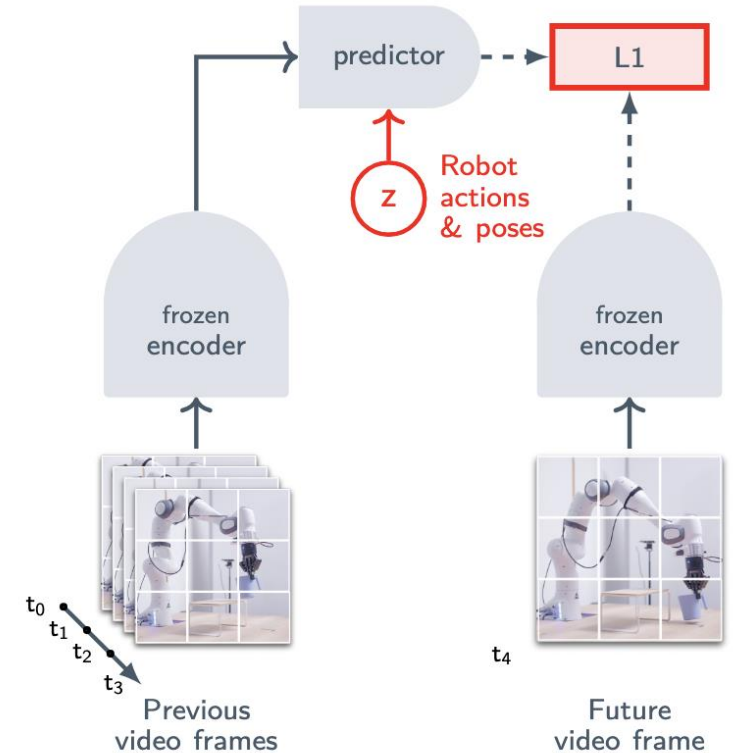 predictor
L1
z
Robot
actions
& poses
frozen
encoder
frozen
encoder
t₀
t₁
t₂
t₃
t₄
Previous
video frames
Future
video frame